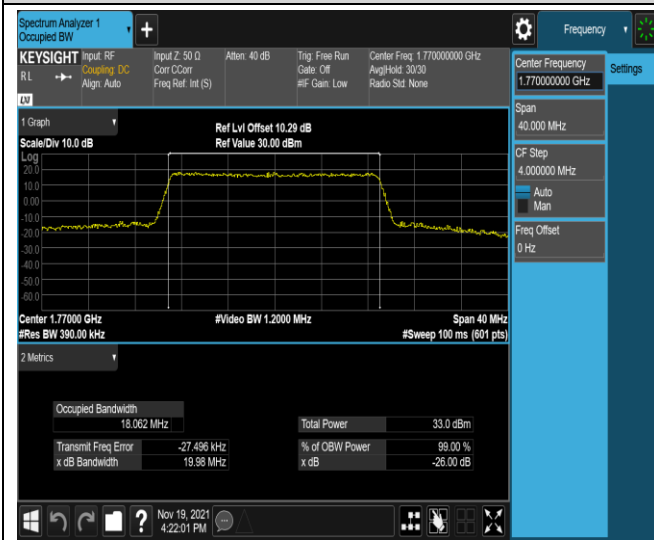 Spectrum Analyzer 1
Occupied BW
+
Frequency
KEYSIGHT
RL
Input: RF
Coupling: DC
Align: Auto
Input Z: 50 Ω
Corr CCorr
Freq Ref: Int (S)
Atten: 40 dB
Trig: Free Run
Gate: Off
#IF Gain: Low
Center Freq: 1.770000000 GHz
Avg|Hold: 30/30
Radio Std: None
LXI
Center Frequency
1.770000000 GHz
Settings
Span
40.000 MHz
CF Step
4.000000 MHz
Auto
Man
Freq Offset
0 Hz
1 Graph
Scale/Div 10.0 dB
Ref Lvl Offset 10.29 dB
Ref Value 30.00 dBm
Log
20.0
10.0
0.00
-10.0
-20.0
-30.0
-40.0
-50.0
-60.0
Center 1.77000 GHz
#Video BW 1.2000 MHz
Span 40 MHz
#Res BW 390.00 kHz
#Sweep 100 ms (601 pts)
2 Metrics
Occupied Bandwidth
18.062 MHz
Total Power 33.0 dBm
Transmit Freq Error -27.496 kHz
% of OBW Power 99.00 %
x dB Bandwidth 19.98 MHz
x dB -26.00 dB
?
Nov 19, 2021
4:22:01 PM